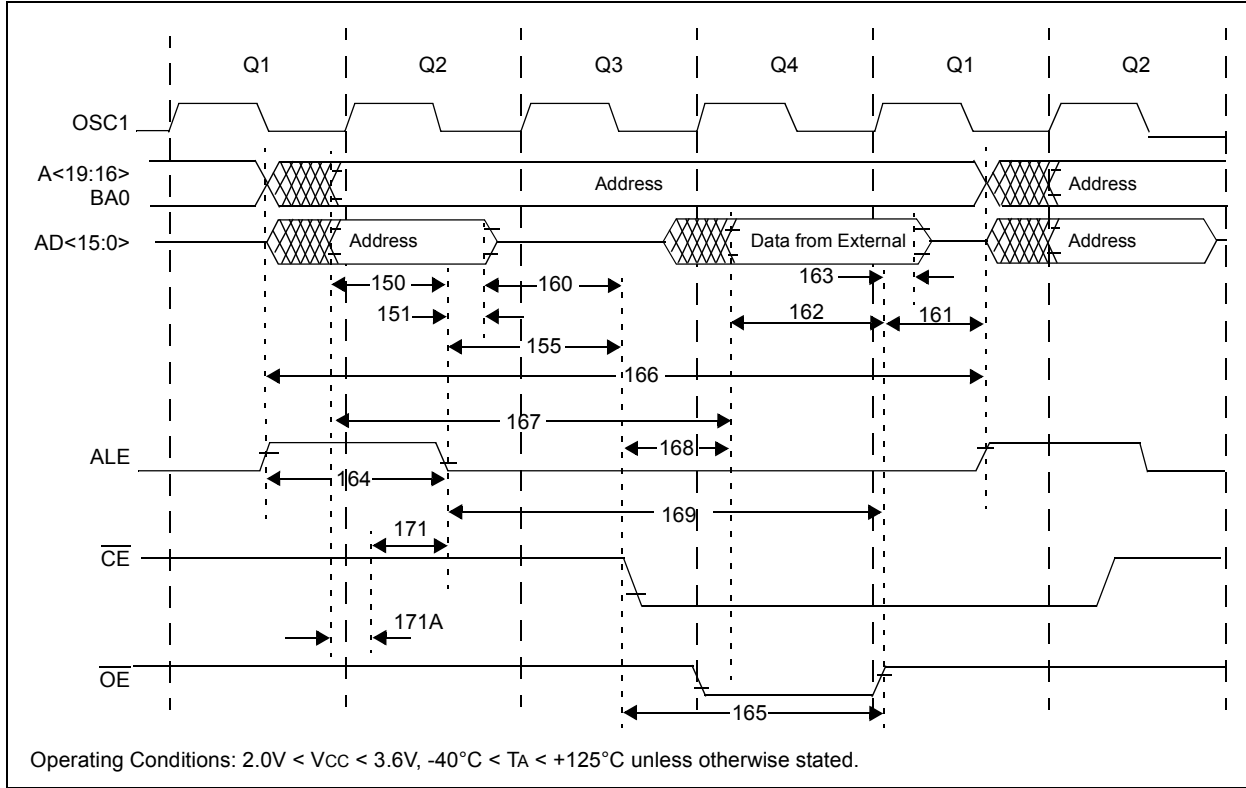 Q1 Q2 Q3 Q4 Q1 Q2
OSC1
A<19:16>
BA0
Address
Address
AD<15:0>
Address
Data from External
Address
150
160
163
151
162
161
155
166
167
168
ALE
164
169
171
CE
171A
OE
165
Operating Conditions: 2.0V < VCC < 3.6V, -40°C < TA < +125°C unless otherwise stated.